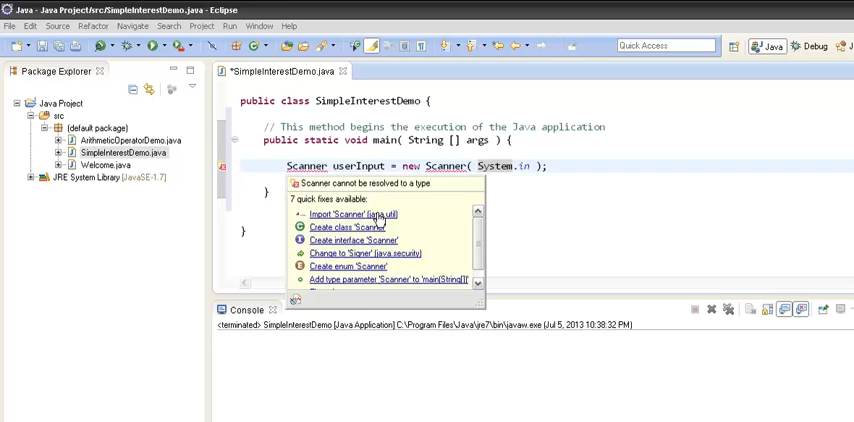 Java - Java Project/src/SimpleInterestDemo.java - Eclipse
File Edit Source Refactor Navigate Search Project Run Window Help
Quick Access
Java
Debug
Package Explorer
*SimpleInterestDemo.java
Java Project
src
(default package)
ArithmeticOperatorDemo.java
SimpleInterestDemo.java
Welcome.java
JRE System Library [JavaSE-1.7]
public class SimpleInterestDemo {
// This method begins the execution of the Java application
public static void main( String [] args ) {
Scanner userInput = new Scanner( System.in );
}
}
Scanner cannot be resolved to a type
7 quick fixes available:
Import 'Scanner' (java.util)
Create class 'Scanner'
Create interface 'Scanner'
Change to 'Signer' (java.security)
Create enum 'Scanner'
Add type parameter 'Scanner' to 'main(String[])'
Console
<terminated> SimpleInterestDemo [Java Application] C:\Program Files\Java\jre7\bin\javaw.exe (Jul 5, 2013 10:38:32 PM)